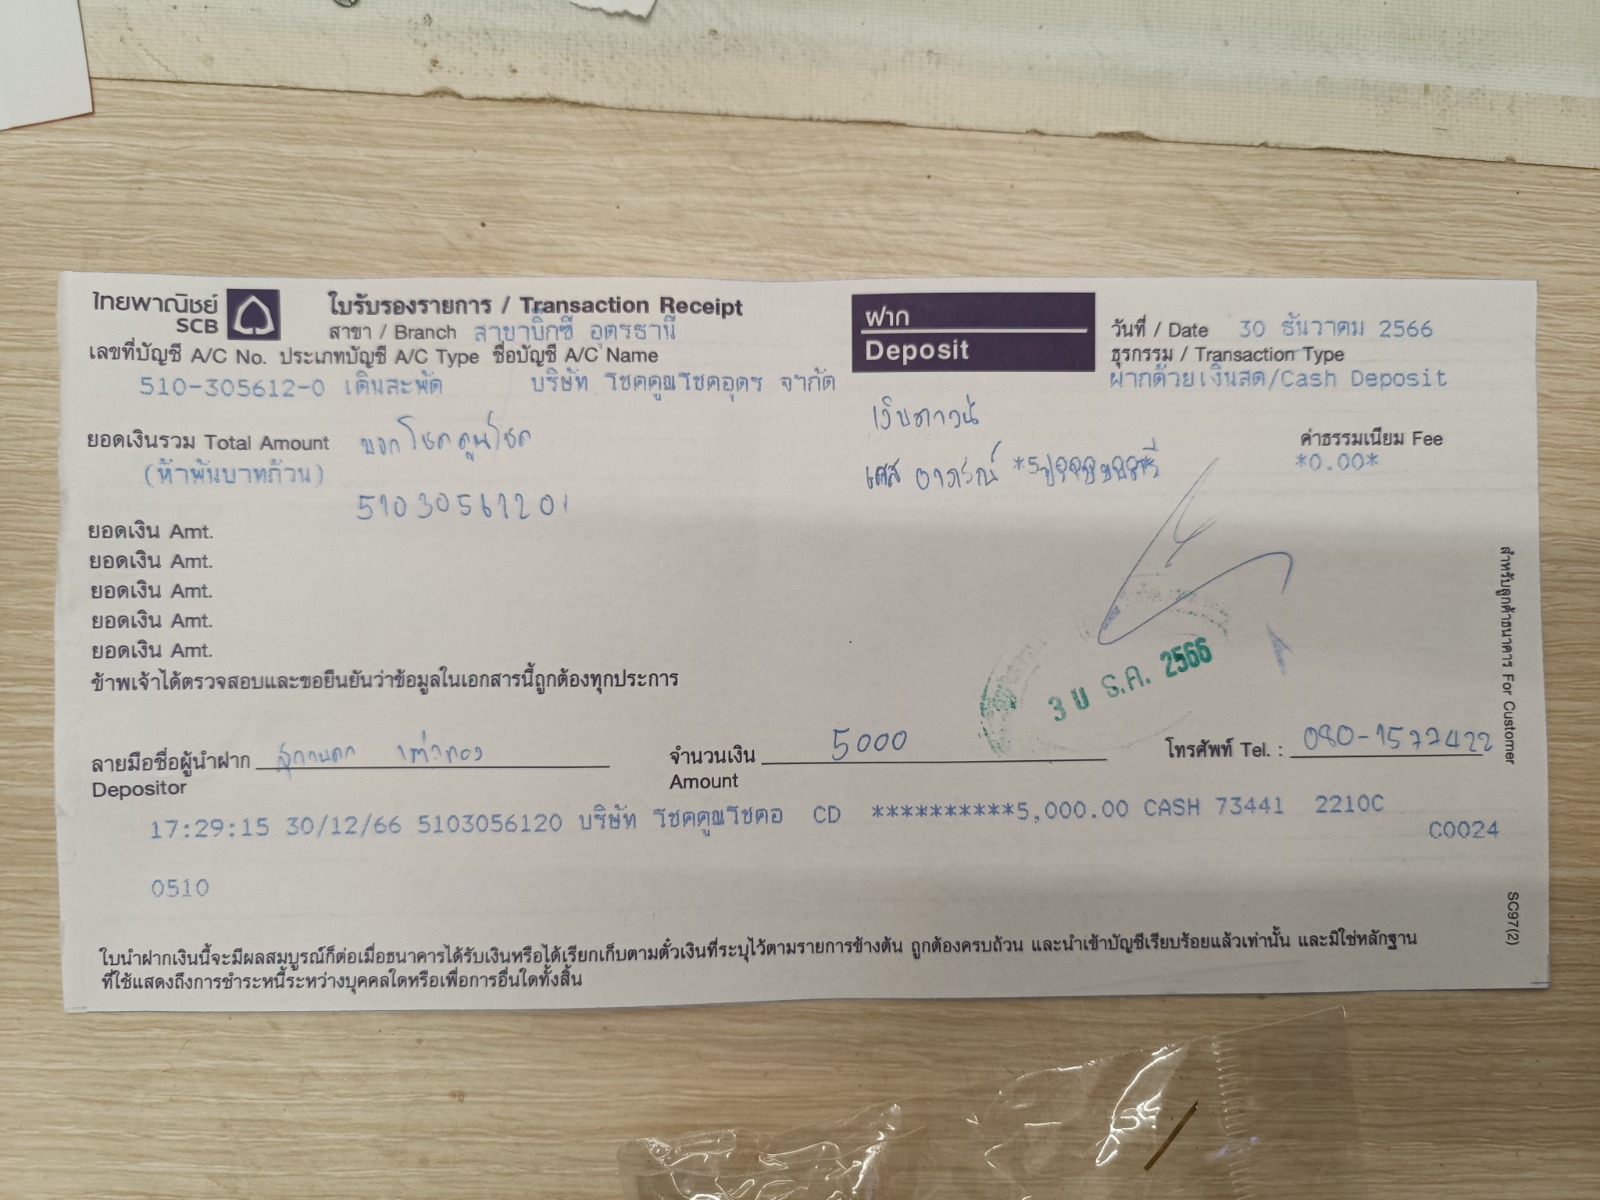 ไทยพาณิชย์
SCB
ใบรับรองรายการ / Transaction Receipt
สาขา / Branch สาขาบิ๊กซี อุดรธานี
ฝาก
Deposit
วันที่ / Date 30 ธันวาคม 2566
ธุรกรรม / Transaction Type
เลขที่บัญชี A/C No. ประเภทบัญชี A/C Type ชื่อบัญชี A/C Name
510-305612-0 เดินสะพัด บริษัท โชคคูณโชคอุดร จำกัด
ฝากด้วยเงินสด/Cash Deposit
เงินดาวน์
ยอดเงินรวม Total Amount
ค่าธรรมเนียม Fee
(ห้าพันบาทถ้วน)
*0.00*
ยอดเงิน Amt.
ยอดเงิน Amt.
ยอดเงิน Amt.
ยอดเงิน Amt.
ยอดเงิน Amt.
ข้าพเจ้าได้ตรวจสอบและขอยืนยันว่าข้อมูลในเอกสารนี้ถูกต้องทุกประการ
ธ.ค. 2566
ลายมือชื่อผู้นำฝาก
Depositor
จำนวนเงิน 5000
Amount
โทรศัพท์ Tel. : 080-1577422
17:29:15 30/12/66 5103056120 บริษัท โชคคูณโชคอ CD **********5,000.00 CASH 73441 2210C
C0024
0510
ใบนำฝากเงินนี้จะมีผลสมบูรณ์ก็ต่อเมื่อธนาคารได้รับเงินหรือได้เรียกเก็บตามตั๋วเงินที่ระบุไว้ตามรายการข้างต้น ถูกต้องครบถ้วน และนำเข้าบัญชีเรียบร้อยแล้วเท่านั้น และมิใช่หลักฐาน
ที่ใช้แสดงถึงการชำระหนี้ระหว่างบุคคลใดหรือเพื่อการอื่นใดทั้งสิ้น
สำหรับลูกค้าธนาคาร For Customer
SC97(2)